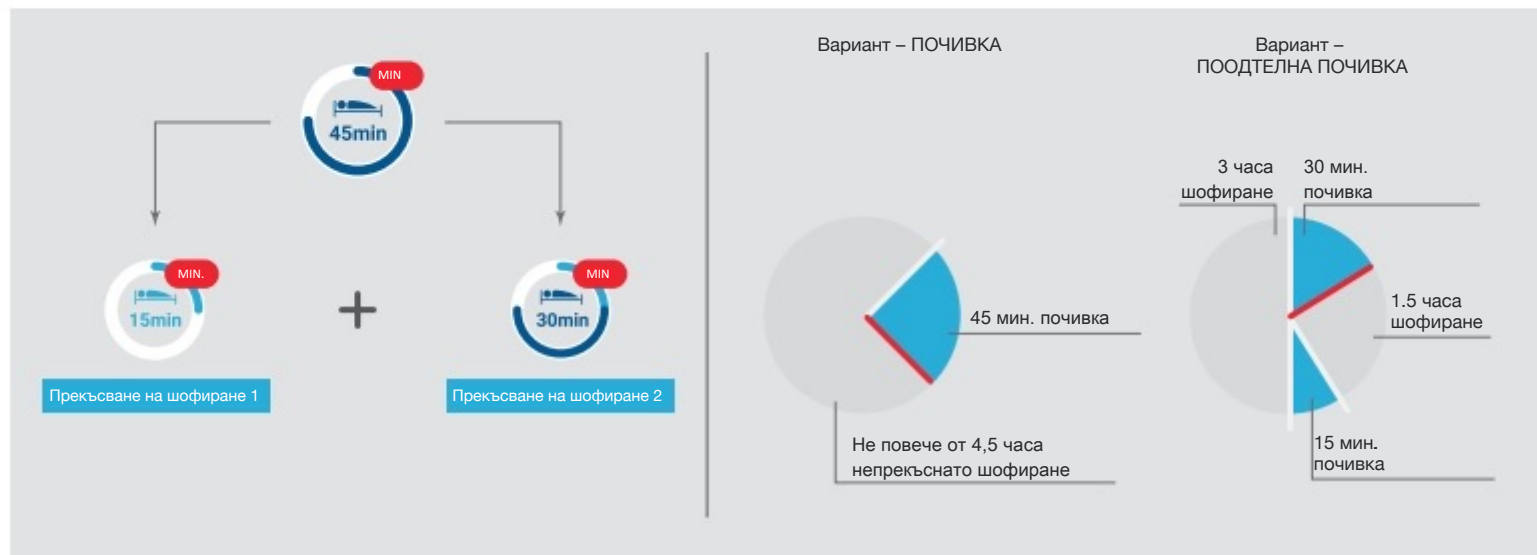 MIN
45min
MIN.
15min
MIN
30min
Прекъсване на шофиране 1
Прекъсване на шофиране 2
Вариант – ПОЧИВКА
45 мин. почивка
Не повече от 4,5 часа
непрекъснато шофиране
Вариант –
ПООДТЕЛНА ПОЧИВКА
3 часа
шофиране
30 мин.
почивка
1.5 часа
шофиране
15 мин.
почивка